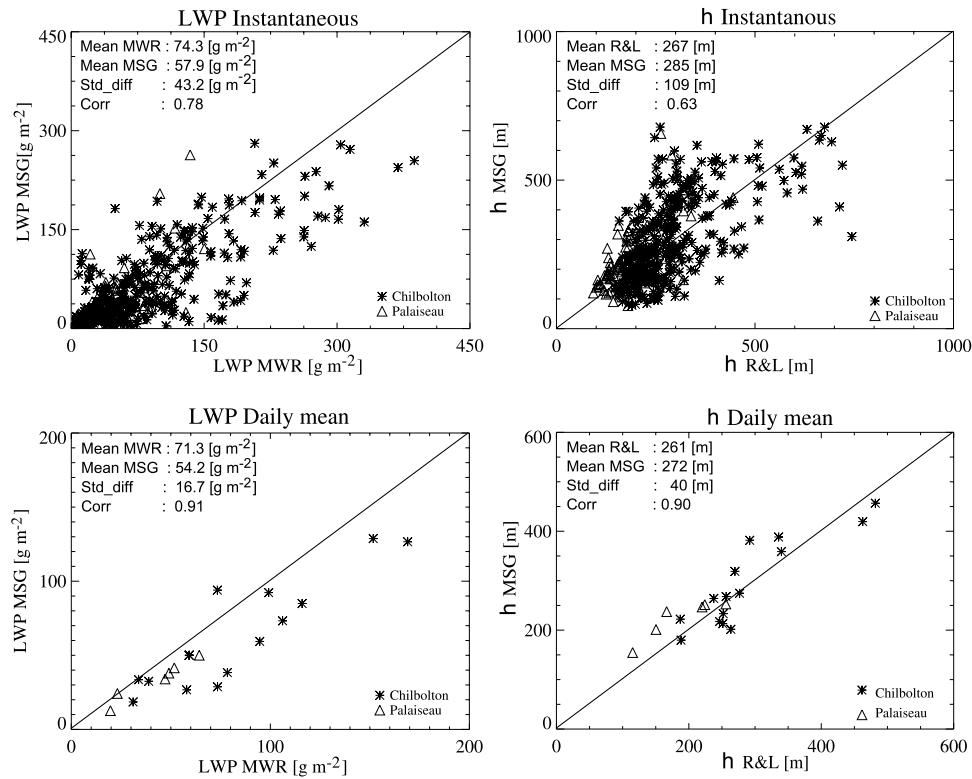 LWP Instantaneous
450
300
150
0
LWP MSG[g m-2]
Mean MWR : 74.3 [g m-2]
Mean MSG : 57.9 [g m-2]
Std_diff : 43.2 [g m-2]
Corr : 0.78
Chilbolton
Palaiseau
0 150 300 450
LWP MWR [g m-2]
h Instantanous
1000
500
0
h MSG [m]
Mean R&L : 267 [m]
Mean MSG : 285 [m]
Std_diff : 109 [m]
Corr : 0.63
Chilbolton
Palaiseau
0 500 1000
h R&L [m]
LWP Daily mean
200
100
0
LWP MSG [g m-2]
Mean MWR : 71.3 [g m-2]
Mean MSG : 54.2 [g m-2]
Std_diff : 16.7 [g m-2]
Corr : 0.91
Chilbolton
Palaiseau
0 100 200
LWP MWR [g m-2]
h Daily mean
600
400
200
0
h MSG [m]
Mean R&L : 261 [m]
Mean MSG : 272 [m]
Std_diff : 40 [m]
Corr : 0.90
Chilbolton
Palaiseau
0 200 400 600
h R&L [m]